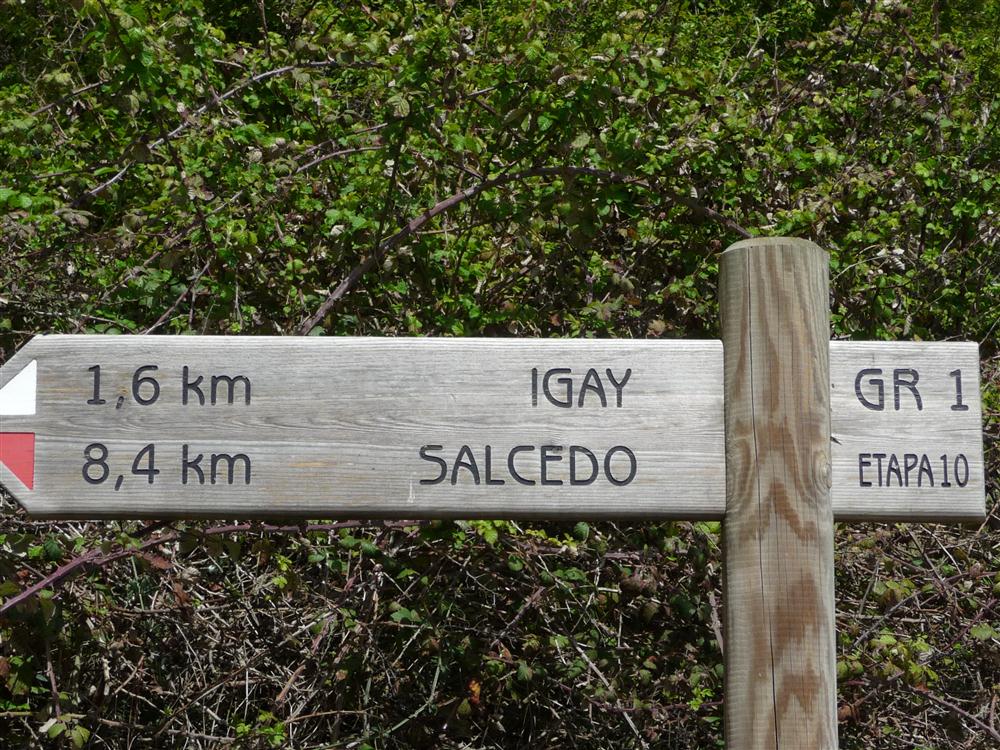 1,6 km IGAY GR 1
8,4 km SALCEDO ETAPA 10